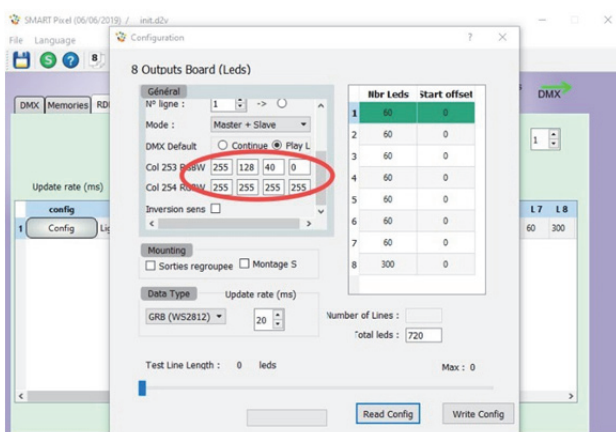 SMART Pixel (06/06/2019) / init.d2v
File Language
Configuration
8 Outputs Board (Leds)
Général
N° ligne : 1 -> 
Mode : Master + Slave
DMX Default Continue Play L
Col 253 RGBW 255 128 40 0
Col 254 RGBW 255 255 255 255
Inversion sens
Mounting
Sorties regroupee Montage S
Data Type Update rate (ms)
GRB (WS2812) 20
Test Line Length : 0 leds Max : 0
Read Config Write Config
Nbr Leds Start offset
1 60 0
2 60 0
3 60 0
4 60 0
5 60 0
6 60 0
7 60 0
8 300 0
Number of Lines :
Total leds : 720
DMX Memories RD
Update rate (ms)
config
1 Config Lig
DMX
1
L7 L8
60 300